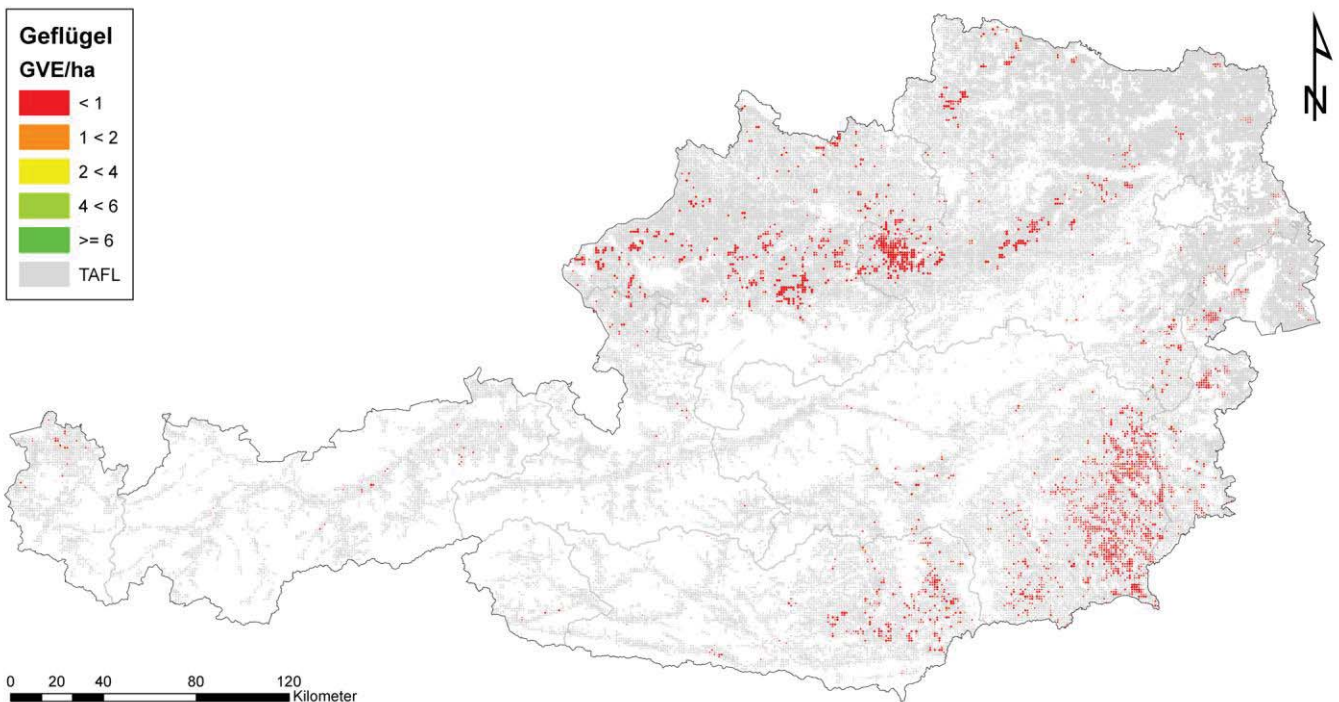 Geflügel
GVE/ha
< 1
1 < 2
2 < 4
4 < 6
>= 6
TAFL
N
0 20 40 80 120
Kilometer